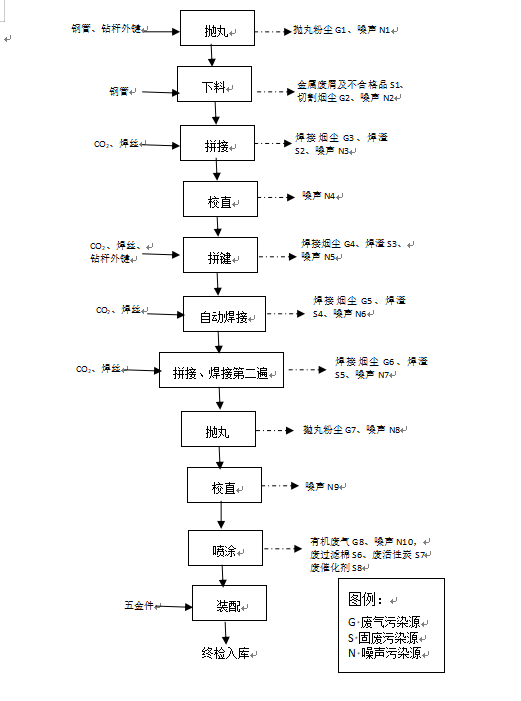 钢管、钻杆外键
抛丸
抛丸粉尘 G1、噪声 N1
钢管
下料
金属废屑及不合格品 S1、
切割烟尘 G2、噪声 N2
CO₂、焊丝
拼接
焊接烟尘 G3、焊渣
S2、噪声 N3
校直
噪声 N4
CO₂、焊丝、
钻杆外键
拼键
焊接烟尘 G4、焊渣 S3、
噪声 N5
CO₂、焊丝
自动焊接
焊接烟尘 G5、焊渣
S4、噪声 N6
CO₂、焊丝
拼接、焊接第二遍
焊接烟尘 G6、焊渣
S5、噪声 N7
抛丸
抛丸粉尘 G7、噪声 N8
校直
噪声 N9
喷涂
有机废气 G8、噪声 N10，
废过滤棉 S6、废活性炭 S7
废催化剂 S8
五金件
装配
终检入库
图例：
G·废气污染源
S·固废污染源
N·噪声污染源